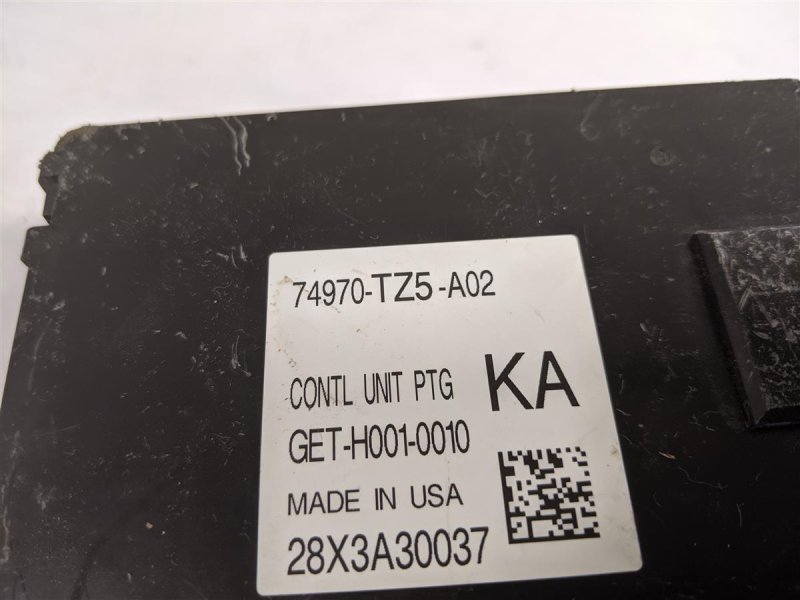 74970-TZ5-A02
CONTL UNIT PTG KA
GET-H001-0010
MADE IN USA
28X3A30037